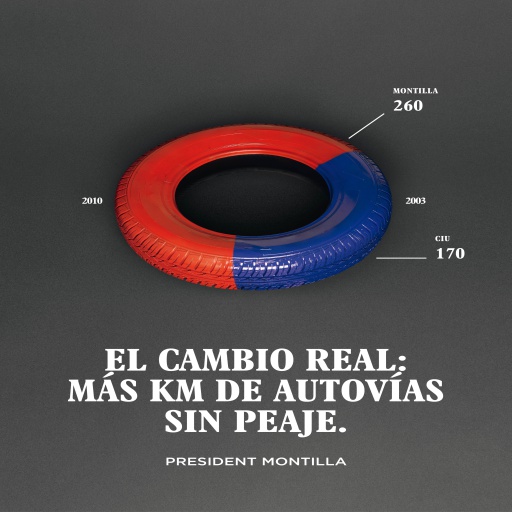 MONTILLA
260
2010
2003
CIU
170
EL CAMBIO REAL:
MÁS KM DE AUTOVÍAS
SIN PEAJE.
PRESIDENT MONTILLA